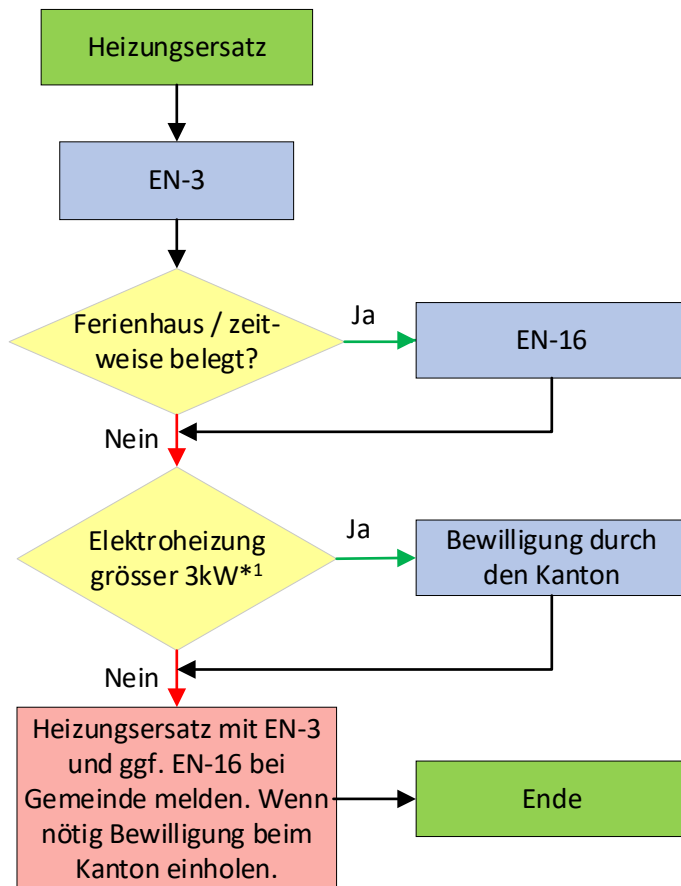 Heizungsersatz
EN-3
Ferienhaus / zeit-
weise belegt?
Ja
EN-16
Nein
Elektroheizung
grösser 3kW*¹
Ja
Bewilligung durch
den Kanton
Nein
Heizungsersatz mit EN-3
und ggf. EN-16 bei
Gemeinde melden. Wenn
nötig Bewilligung beim
Kanton einholen.
Ende